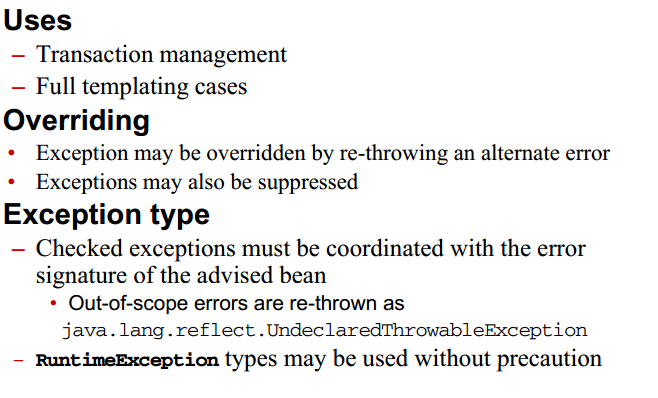 Uses
– Transaction management
– Full templating cases
Overriding
• Exception may be overridden by re-throwing an alternate error
• Exceptions may also be suppressed
Exception type
– Checked exceptions must be coordinated with the error
signature of the advised bean
• Out-of-scope errors are re-thrown as
java.lang.reflect.UndeclaredThrowableException
– RuntimeException types may be used without precaution